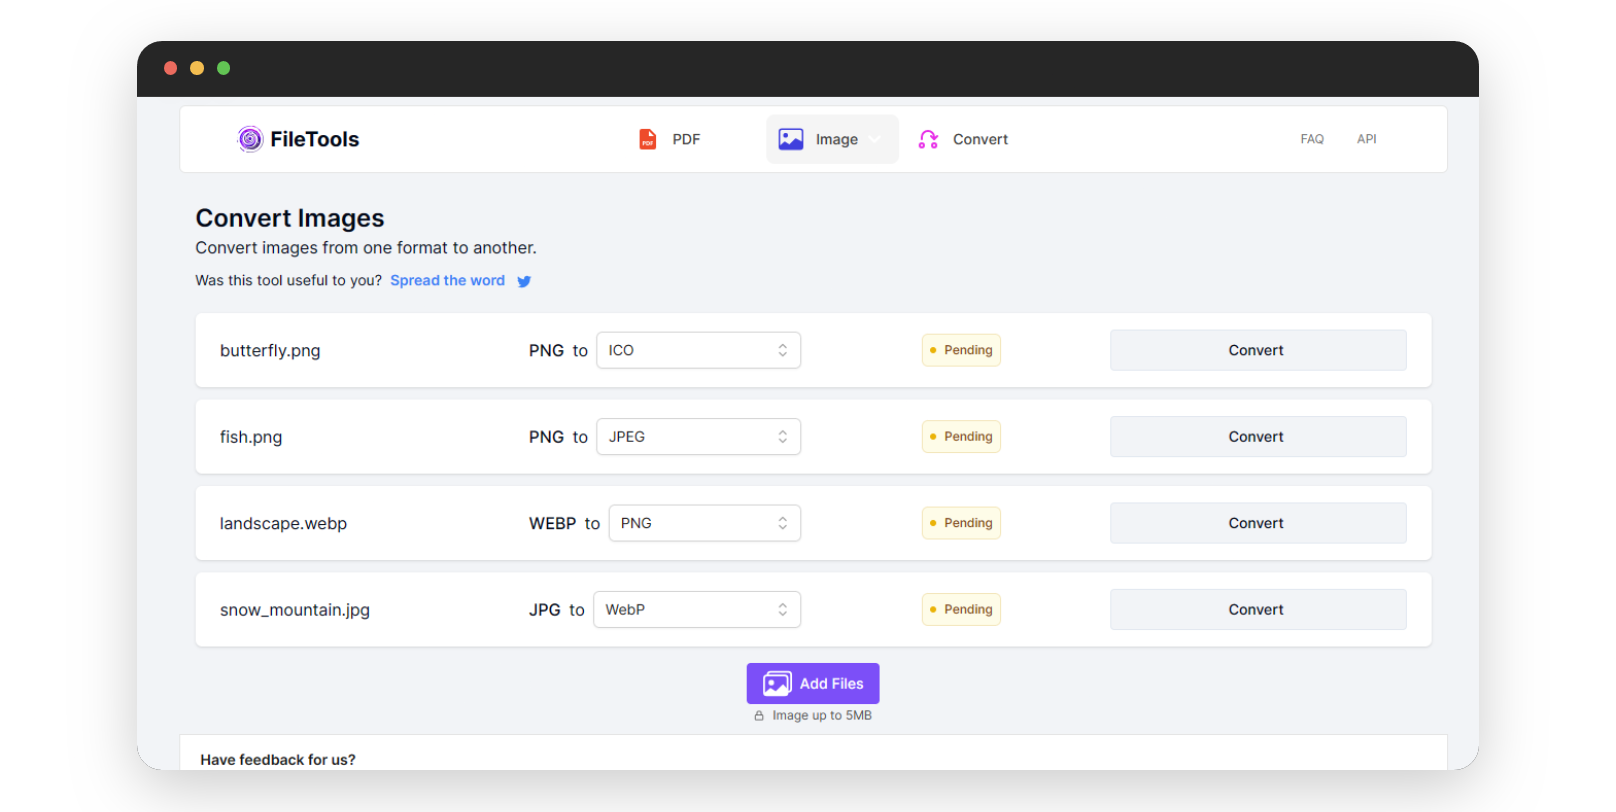 FileTools
PDF
PDF
Image
Convert
FAQ
API
Convert Images
Convert images from one format to another.
Was this tool useful to you? Spread the word
butterfly.png PNG to ICO Pending Convert
fish.png PNG to JPEG Pending Convert
landscape.webp WEBP to PNG Pending Convert
snow_mountain.jpg JPG to WebP Pending Convert
Add Files
Image up to 5MB
Have feedback for us?